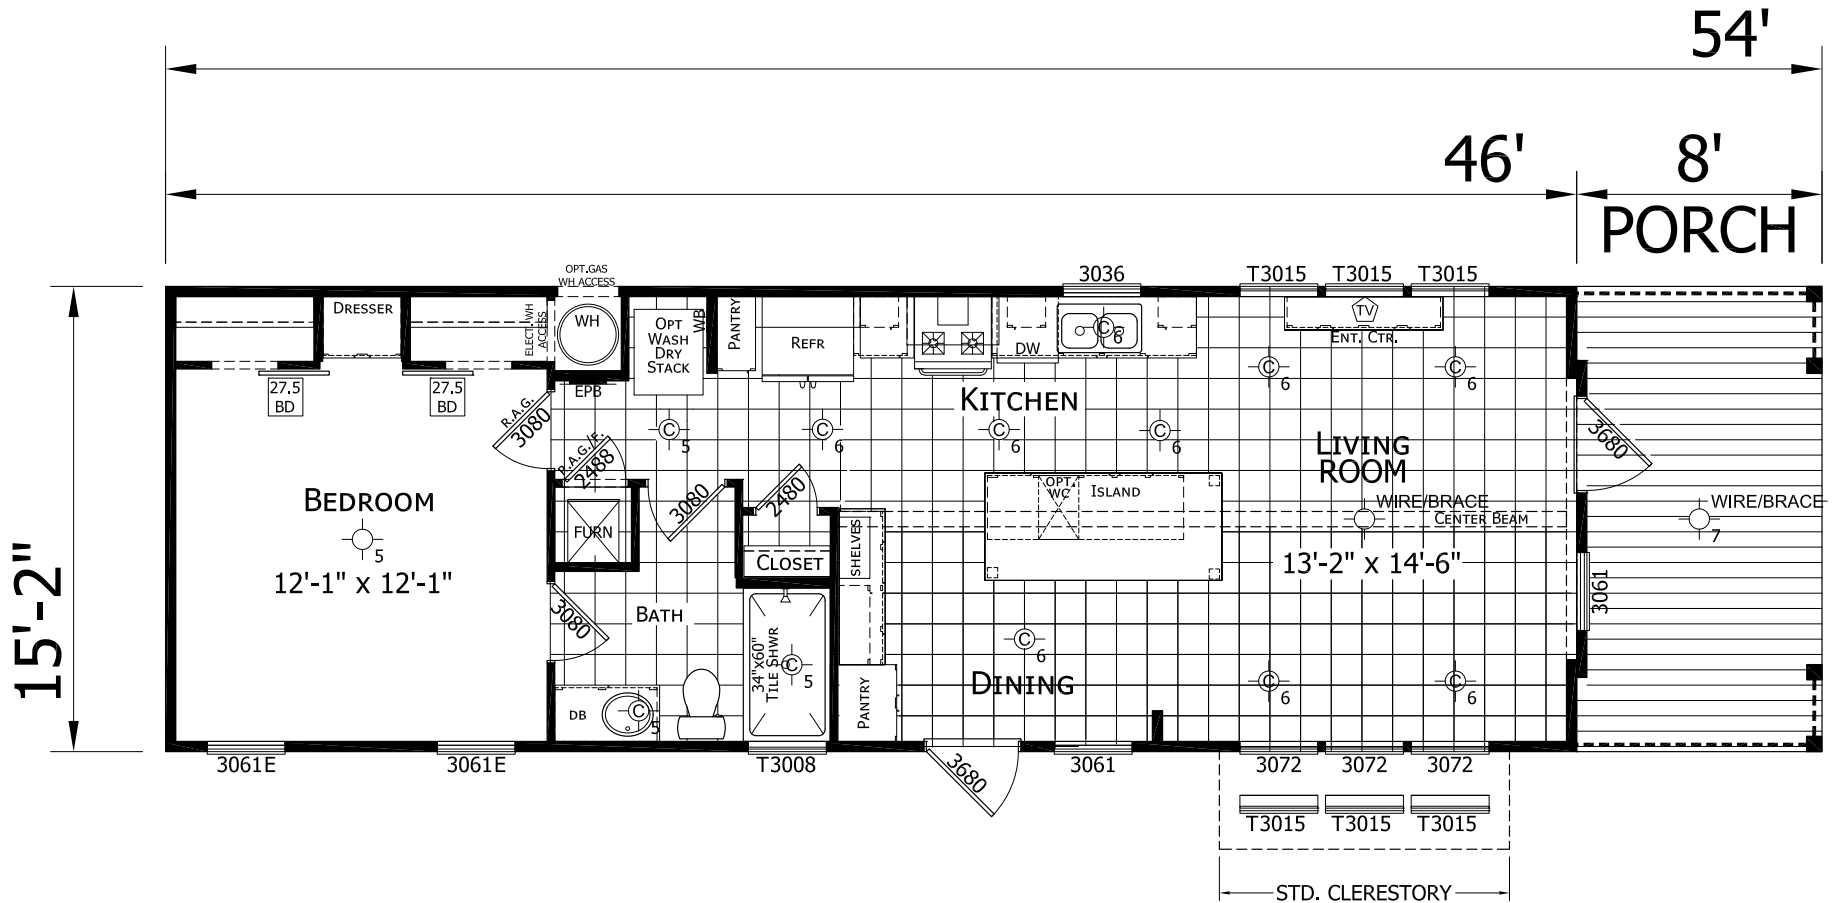 54'
46'
8'
PORCH
15'-2"
OPT.GAS
WH ACCESS
3036
T3015
T3015
T3015
DRESSER
ELECT. WH
ACCESS
WH
OPT
WASH
DRY
STACK
WB
PANTRY
REFR
DW
C
6
TV
ENT. CTR.
27.5
BD
27.5
BD
EPB
R.A.G.
3080
R.A.G./F.
2488
C
5
C
6
KITCHEN
C
6
C
6
C
6
C
6
LIVING
ROOM
3680
BEDROOM
5
12'-1" x 12'-1"
FURN
3080
2480
CLOSET
SHELVES
OPT.
WC
ISLAND
WIRE/BRACE
CENTER BEAM
WIRE/BRACE
7
13'-2" x 14'-6"
3061
3080
BATH
34"x60"
TILE SHWR
C
5
C
6
DINING
C
6
C
6
DB
C
5
PANTRY
3061E
3061E
T3008
3680
3061
3072
3072
3072
T3015
T3015
T3015
STD. CLERESTORY